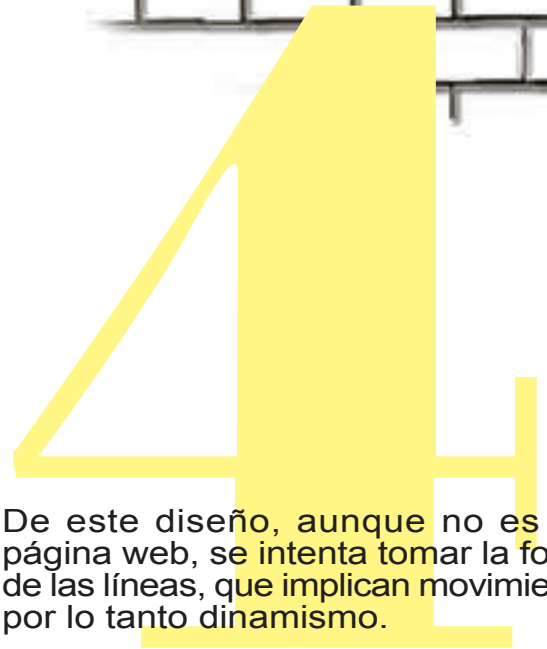 4
De este diseño, aunque no es
página web, se intenta tomar la fo
de las líneas, que implican movimie
por lo tanto dinamismo.